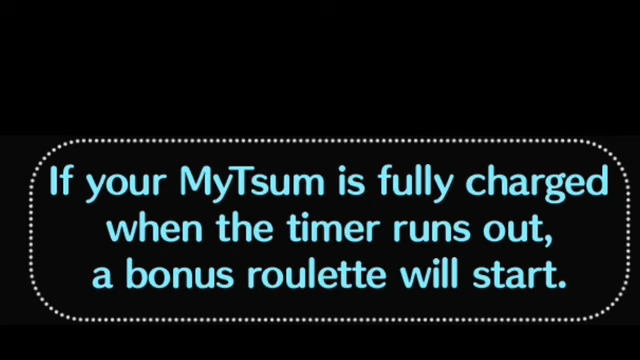 If your MyTsum is fully charged
when the timer runs out,
a bonus roulette will start.